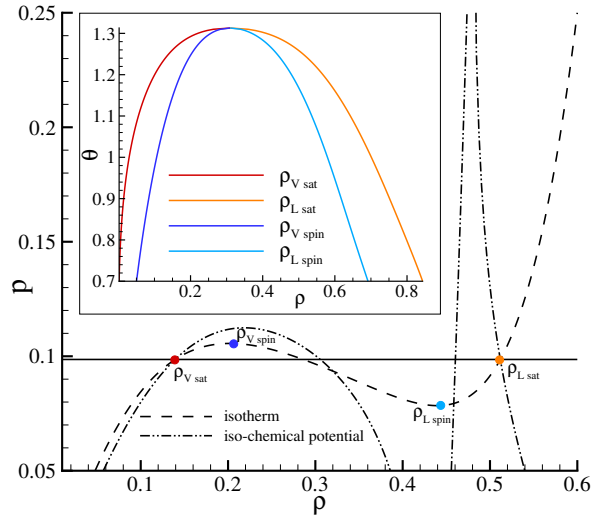 0.25
0.2
0.15
0.1
0.05
p
0.1
0.2
0.3
0.4
0.5
0.6
ρ
1.3
1.2
1.1
1
0.9
0.8
0.7
θ
0.2
0.4
0.6
0.8
ρ
ρV sat
ρL sat
ρV spin
ρL spin
ρV spin
ρV sat
ρL sat
ρL spin
isotherm
iso-chemical potential